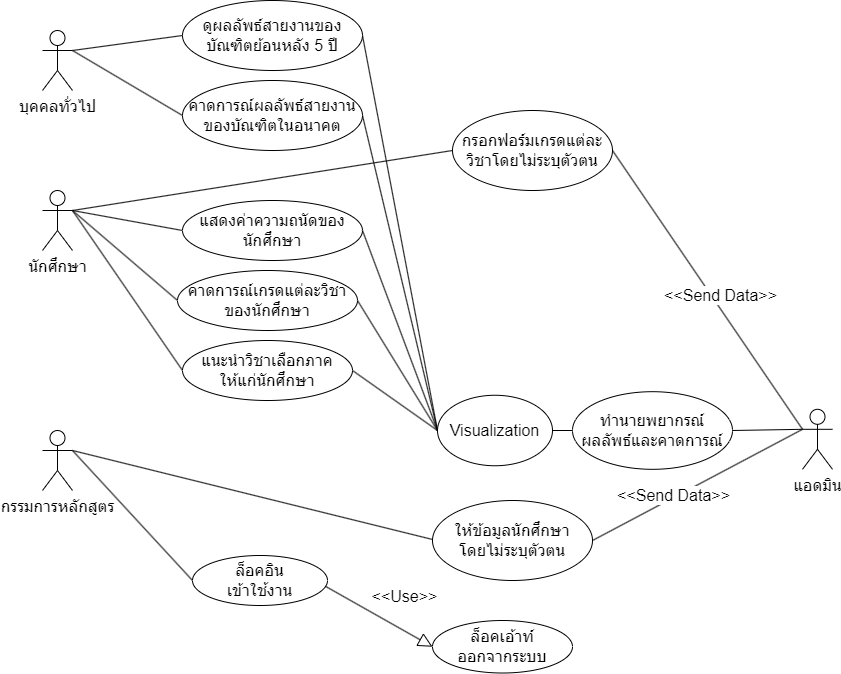 ดูผลลัพธ์สายงานของ
บัณฑิตย้อนหลัง 5 ปี
บุคคลทั่วไป
คาดการณ์ผลลัพธ์สายงาน
ของบัณฑิตในอนาคต
กรอกฟอร์มเกรดแต่ละ
วิชาโดยไม่ระบุตัวตน
นักศึกษา
แสดงค่าความถนัดของ
นักศึกษา
คาดการณ์เกรดแต่ละวิชา
ของนักศึกษา
<<Send Data>>
แนะนำวิชาเลือกภาค
ให้แก่นักศึกษา
Visualization
ทำนายพยากรณ์
ผลลัพธ์และคาดการณ์
แอดมิน
<<Send Data>>
กรรมการหลักสูตร
ให้ข้อมูลนักศึกษา
โดยไม่ระบุตัวตน
ล็คอิน
เข้าใช้งาน
<<Use>>
ล็คเอ้าท์
ออกจากระบบ